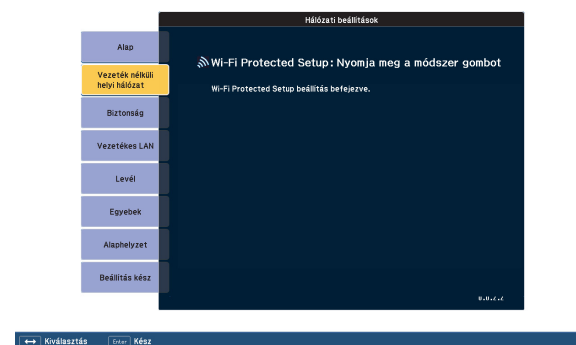 Hálózati beállítások
Alap
Wi-Fi Protected Setup: Nyomja meg a módszer gombot
Vezeték nélküli
helyi hálózat
Wi-Fi Protected Setup beállítás befejezve.
Biztonság
Vezetékes LAN
Levél
Egyebek
Alaphelyzet
Beállítás kész
Kiválasztás
Enter
Kész